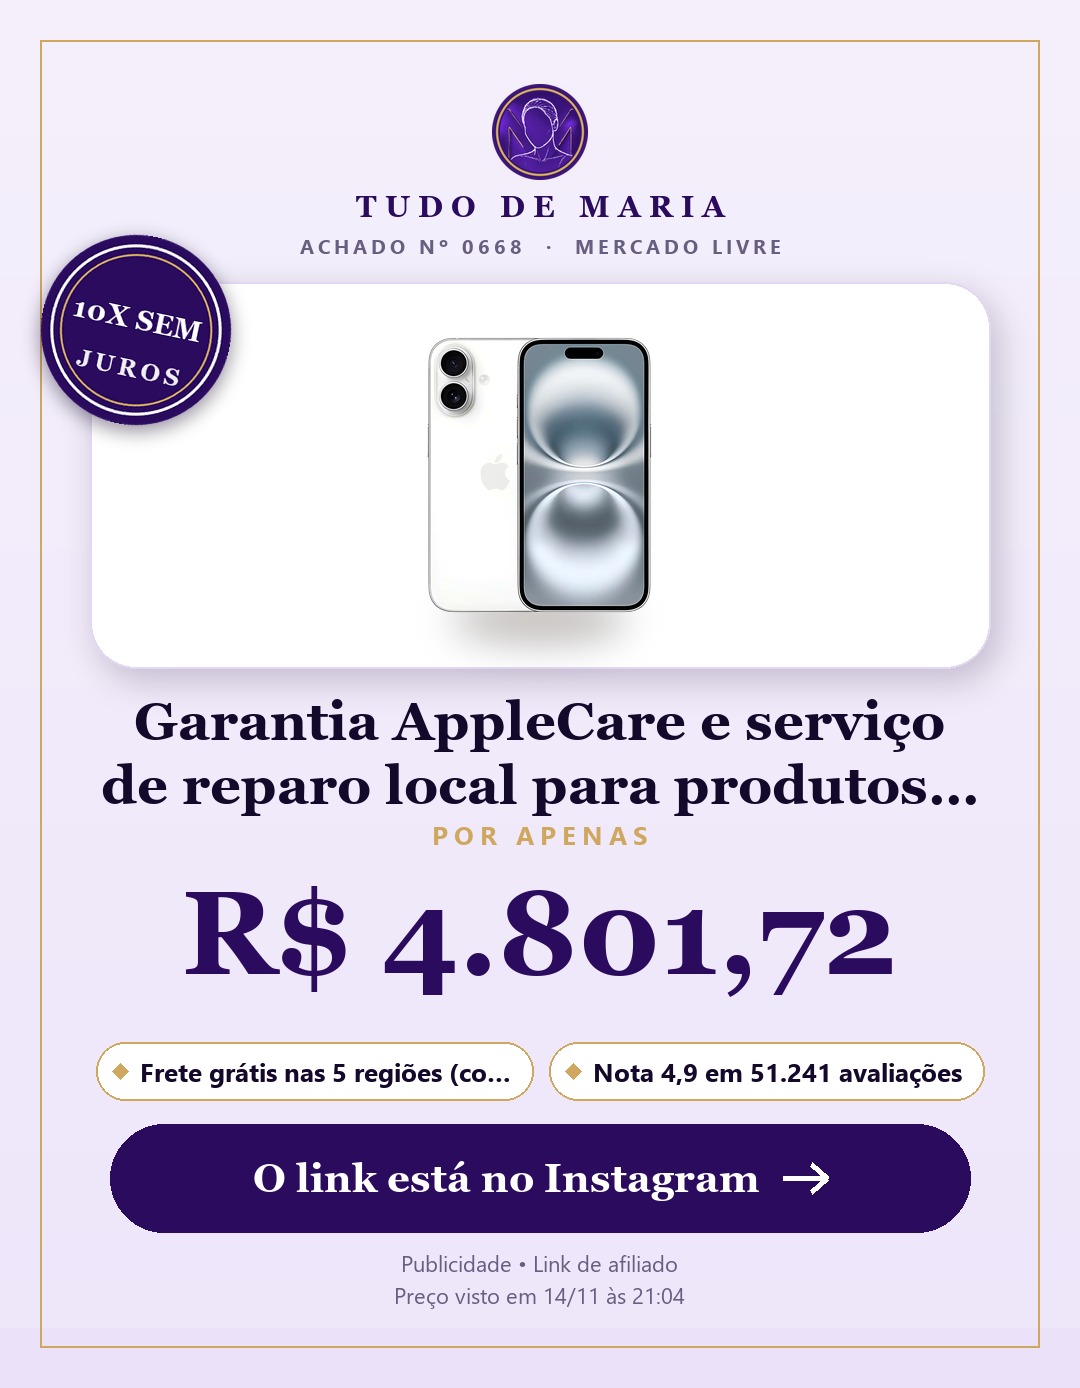 TUDO DE MARIA
ACHADO Nº 0668 · MERCADO LIVRE
10X SEM
JUROS
Garantia AppleCare e serviço
de reparo local para produtos...
POR APENAS
R$ 4.801,72
Frete grátis nas 5 regiões (co...
Nota 4,9 em 51.241 avaliações
O link está no Instagram →
Publicidade • Link de afiliado
Preço visto em 14/11 às 21:04